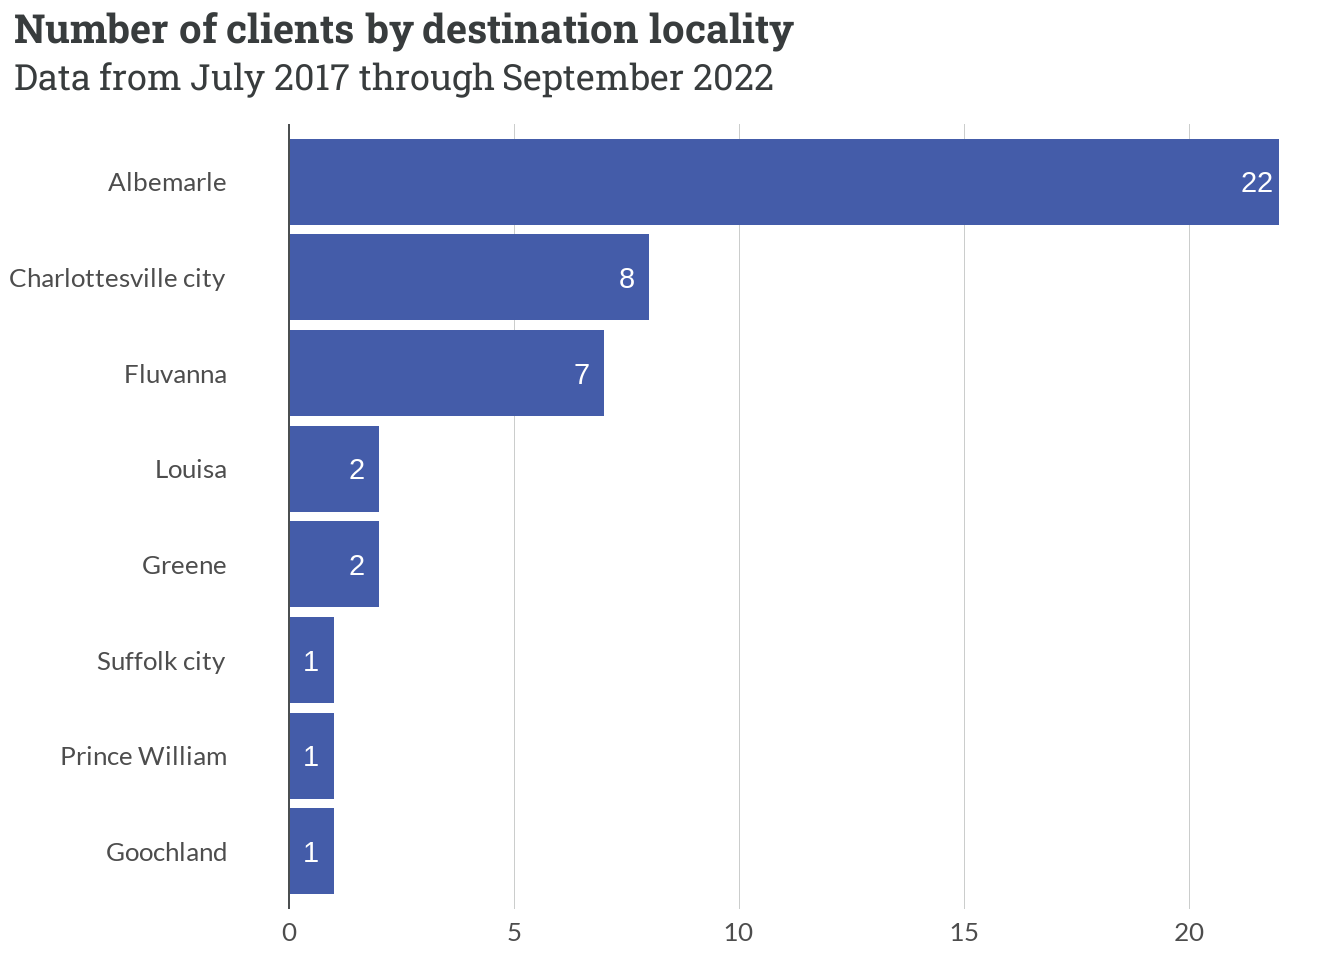 Number of clients by destination locality
Data from July 2017 through September 2022
Albemarle 22
Charlottesville city 8
Fluvanna 7
Louisa 2
Greene 2
Suffolk city 1
Prince William 1
Goochland 1
0 5 10 15 20